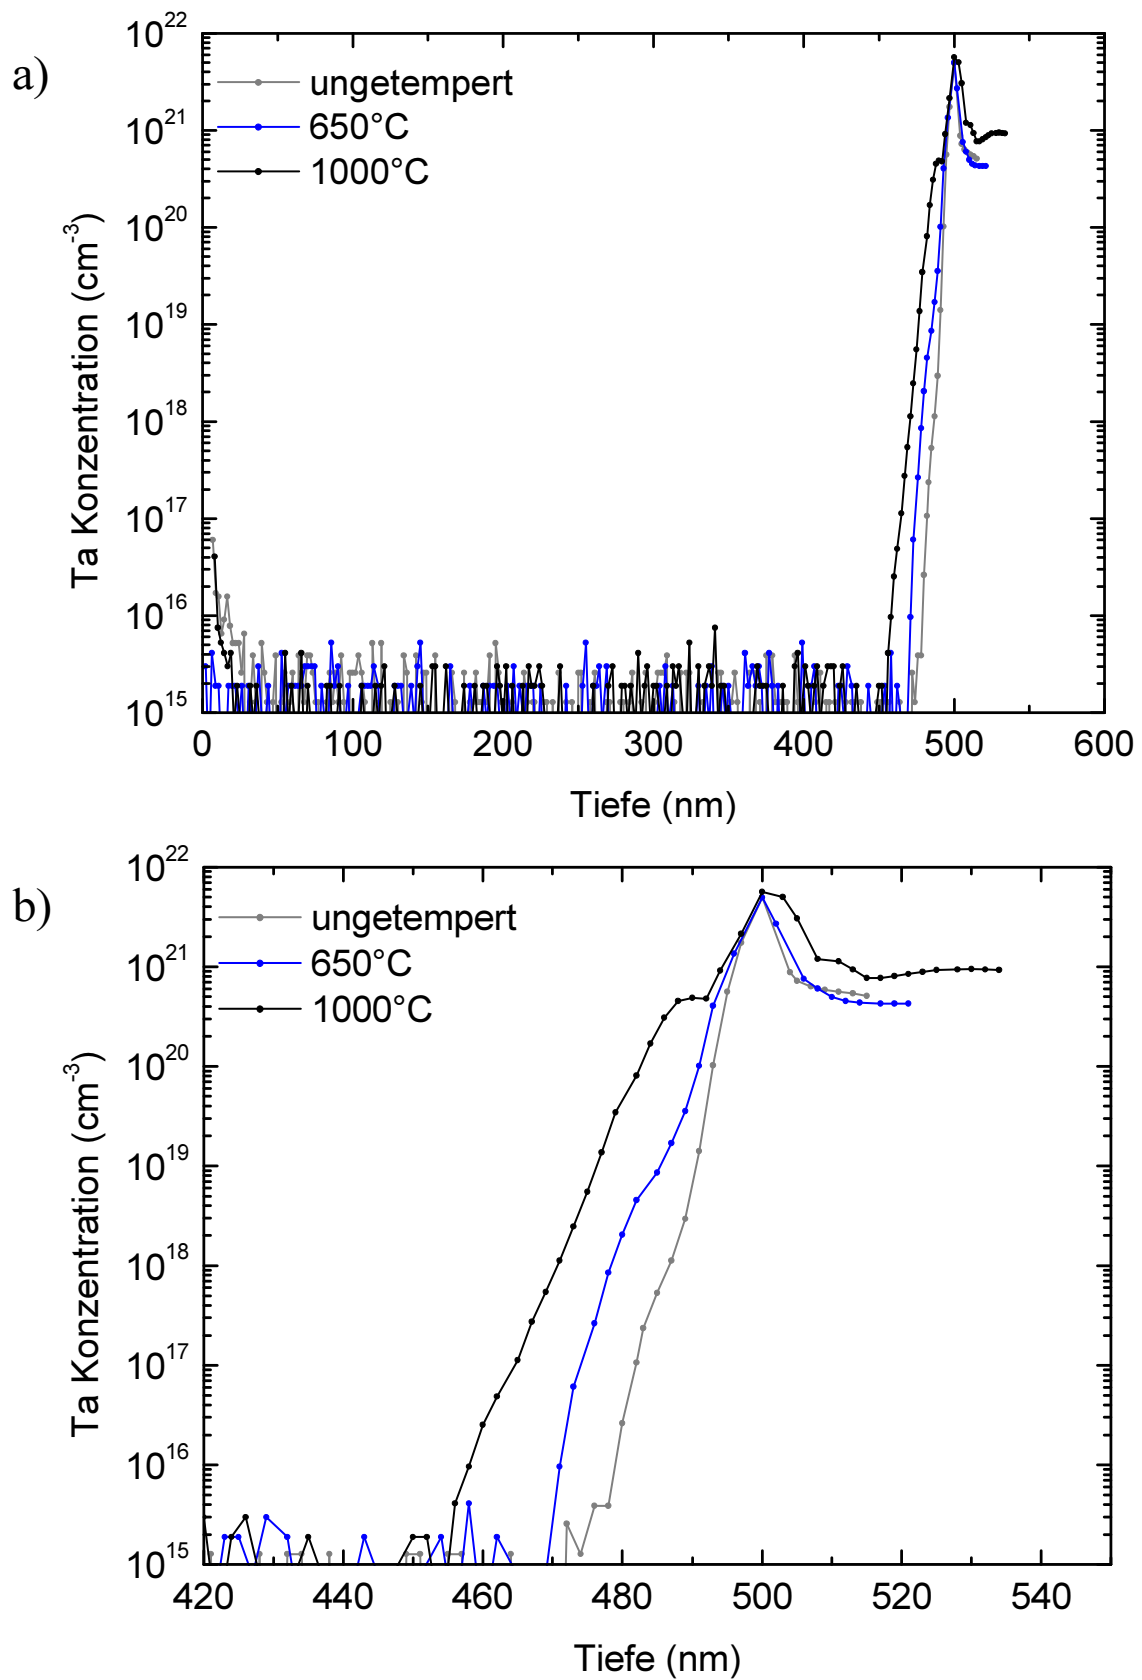 a)
10^22
10^21
10^20
10^19
10^18
10^17
10^16
10^15
Ta Konzentration (cm^-3)
ungetempert
650°C
1000°C
0 100 200 300 400 500 600
Tiefe (nm)
b)
10^22
10^21
10^20
10^19
10^18
10^17
10^16
10^15
Ta Konzentration (cm^-3)
ungetempert
650°C
1000°C
420 440 460 480 500 520 540
Tiefe (nm)